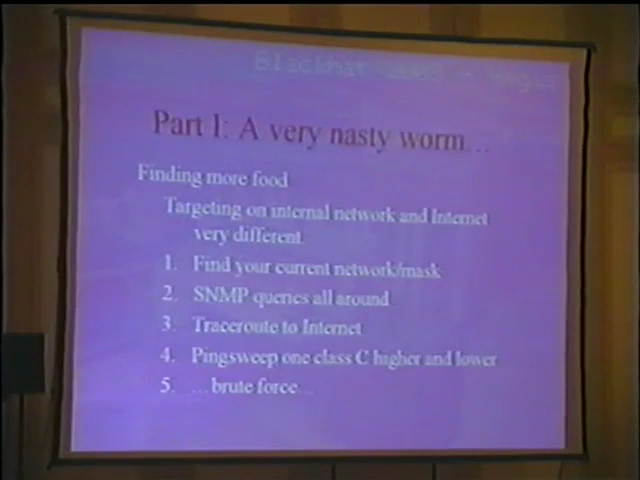 Blackhat
Part I: A very nasty worm...
Finding more food
Targeting on internal network and Internet
very different
1. Find your current network/mask
2. SNMP queries all around
3. Traceroute to Internet
4. Pingsweep one class C higher and lower
5. ...brute force...